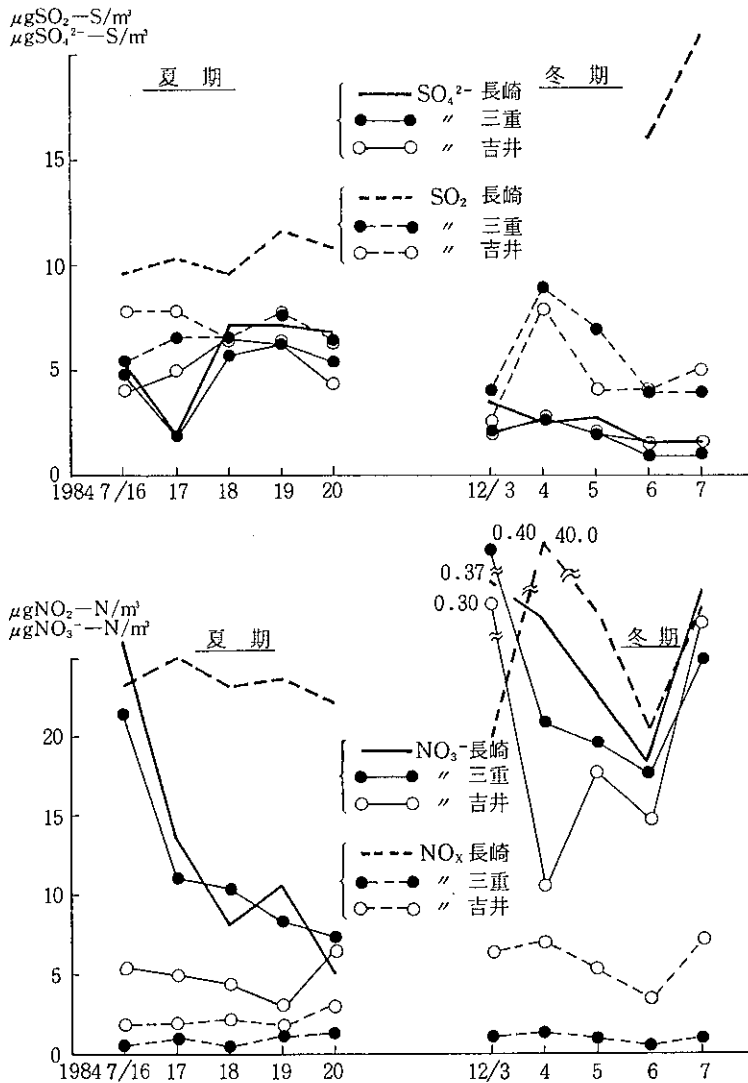 μgSO₂—S/m³
μgSO₄²⁻—S/m³
夏 期
冬 期
SO₄²⁻ 長崎
〃 三重
〃 吉井
SO₂ 長崎
〃 三重
〃 吉井
15
10
5
0
1984 7/16 17 18 19 20 12/3 4 5 6 7
0.40 40.0
0.37
0.30
μgNO₂—N/m³
μgNO₃⁻—N/m³
夏 期
冬 期
NO₃⁻ 長崎
〃 三重
〃 吉井
NOₓ 長崎
〃 三重
〃 吉井
20
15
10
5
0
1984 7/16 17 18 19 20 12/3 4 5 6 7